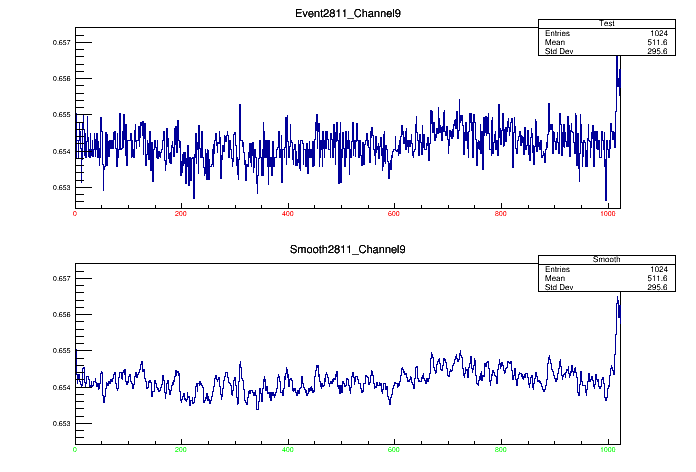 Event2811_Channel9
Test
Entries 1024
Mean 511.6
Std Dev 295.6
0.657
0.656
0.655
0.654
0.653
0 200 400 600 800 1000
Smooth2811_Channel9
Smooth
Entries 1024
Mean 511.6
Std Dev 295.6
0.657
0.656
0.655
0.654
0.653
0 200 400 600 800 1000